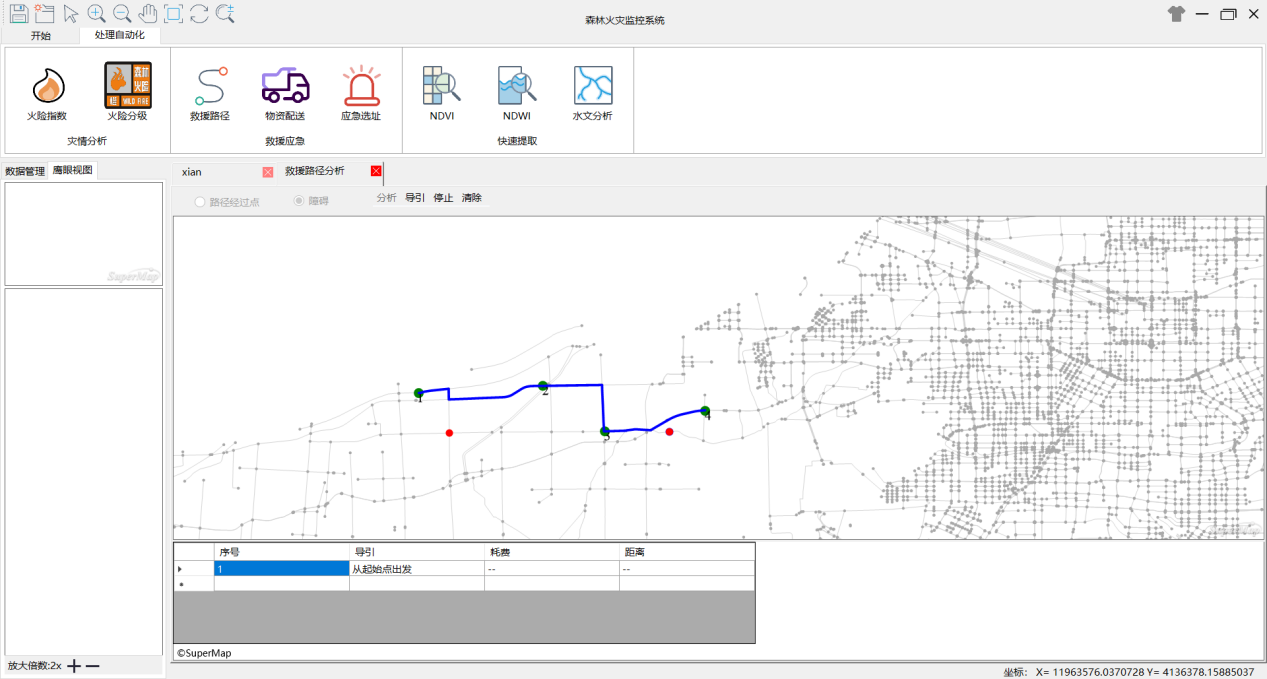 森林火灾监控系统
开始 处理自动化
森林
火险
WILD FIRE
火险指数 火险分级 救援路径 物资配送 应急选址 NDVI NDWI 水文分析
灾情分析 救援应急 快速提取
数据管理 鹰眼视图 xian 救援路径分析
路径经过点 障碍 分析 导引 停止 清除
SuperMap
1
2
3
4
序号 导引 耗费 距离
1 从起始点出发 -- --
©SuperMap
放大倍数:2x
坐标: X= 11963576.0370728 Y= 4136378.15885037